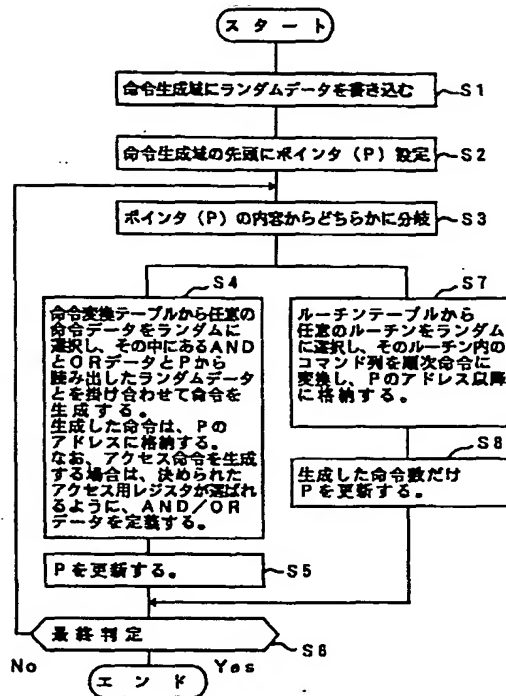 スタート
命令生成域にランダムデータを書き込む
S1
命令生成域の先頭にポインタ(P)設定
S2
ポインタ(P)の内容からどちらかに分岐
S3
S4
命令変換テーブルから任意の
命令データをランダムに
選択し、その中にあるAND
とORデータとPから
読み出したランダムデータ
とを掛け合わせて命令を
生成する。
生成した命令は、Pの
アドレスに格納する。
なお、アクセス命令を生成
する場合は、決められた
アクセス用レジスタが選ばれ
るように、AND/OR
データを定義する。
Pを更新する。
S5
S7
ルーチンテーブルから
任意のルーチンをランダム
に選択し、そのルーチン内の
コマンド列を順次命令に
変換し、Pのアドレス以降
に格納する。
S8
生成した命令数だけ
Pを更新する。
最終判定
S6
No
Yes
エンド